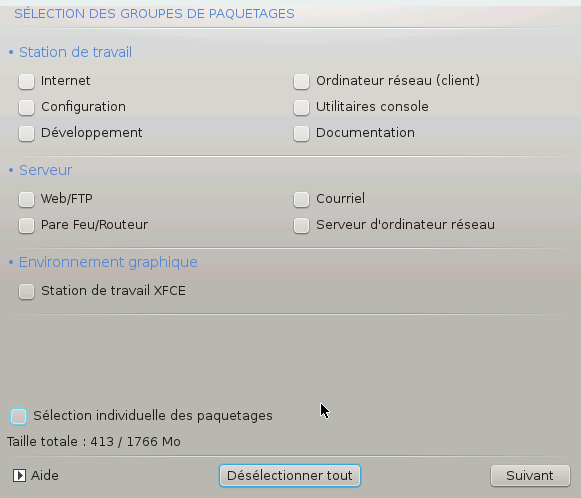 SÉLECTION DES GROUPES DE PAQUETAGES
• Station de travail
Internet
Ordinateur réseau (client)
Configuration
Utilitaires console
Développement
Documentation
• Serveur
Web/FTP
Courriel
Pare Feu/Routeur
Serveur d'ordinateur réseau
• Environnement graphique
Station de travail XFCE
Sélection individuelle des paquetages
Taille totale : 413 / 1766 Mo
Aide
Désélectionner tout
Suivant